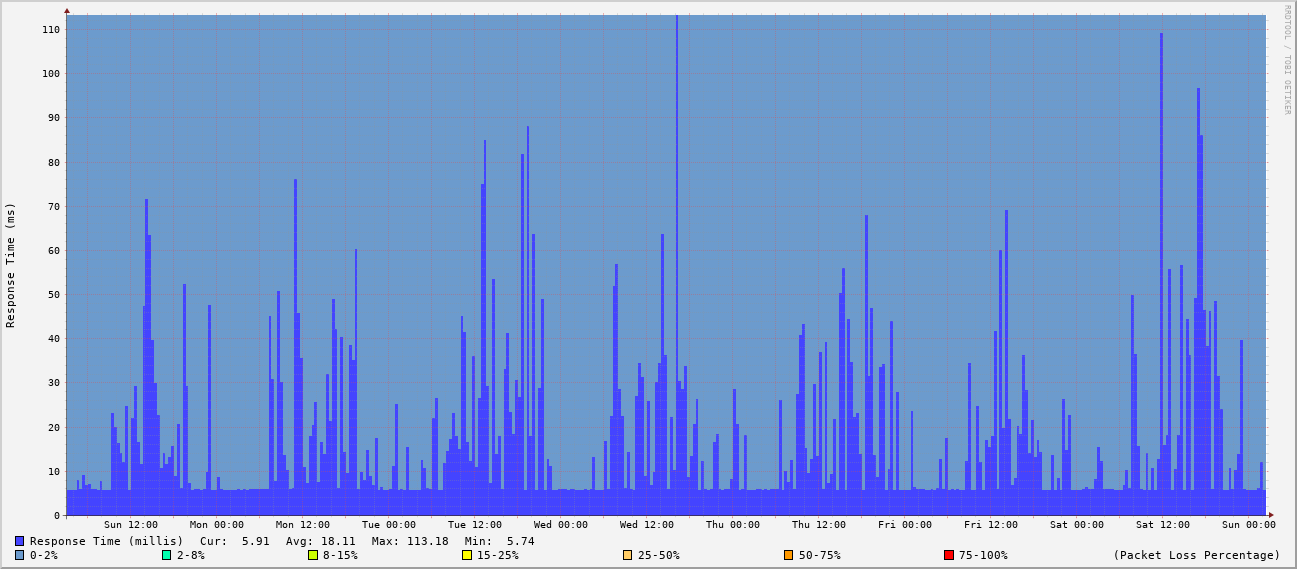 RRDTOOL / TOBI OETIKER
Response Time (ms)
110
100
90
80
70
60
50
40
30
20
10
0
Sun 12:00 Mon 00:00 Mon 12:00 Tue 00:00 Tue 12:00 Wed 00:00 Wed 12:00 Thu 00:00 Thu 12:00 Fri 00:00 Fri 12:00 Sat 00:00 Sat 12:00 Sun 00:00
Response Time (millis) Cur: 5.91 Avg: 18.11 Max: 113.18 Min: 5.74
0-2% 2-8% 8-15% 15-25% 25-50% 50-75% 75-100% (Packet Loss Percentage)